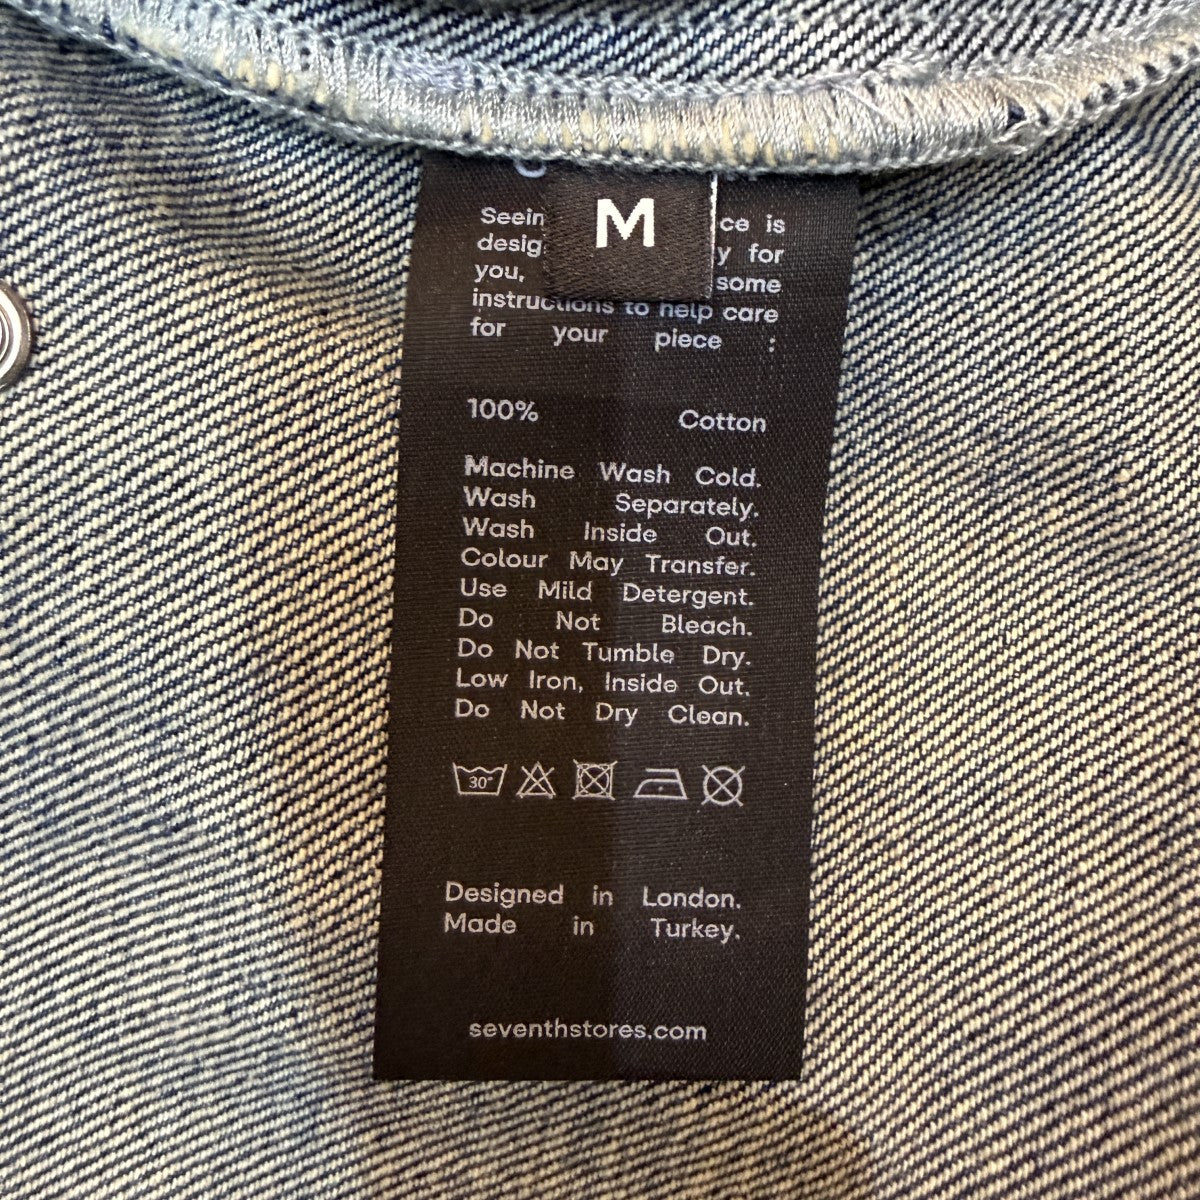 M
Seein ce is
desig y for
you, some
instructions to help care
for your piece :
100% Cotton
Machine Wash Cold.
Wash Separately.
Wash Inside Out.
Colour May Transfer.
Use Mild Detergent.
Do Not Bleach.
Do Not Tumble Dry.
Low Iron, Inside Out.
Do Not Dry Clean.
30°
Designed in London.
Made in Turkey.
seventhstores.com